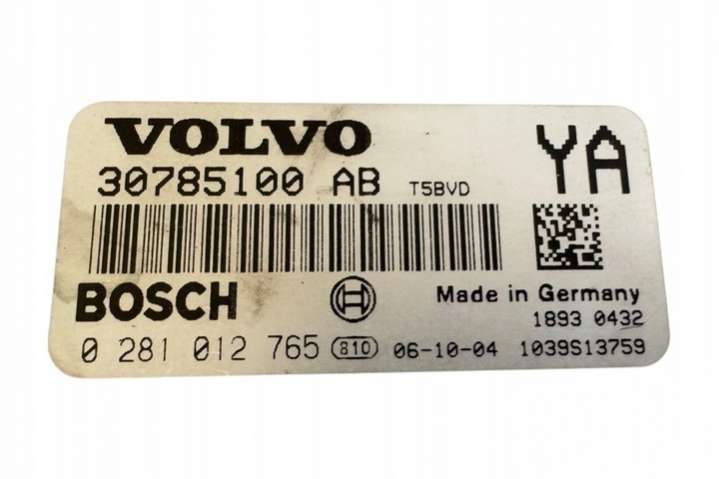 VOLVO
YA
30785100 AB T5BVD
BOSCH
Made in Germany
1893 0432
0 281 012 765 810 06-10-04 1039S13759